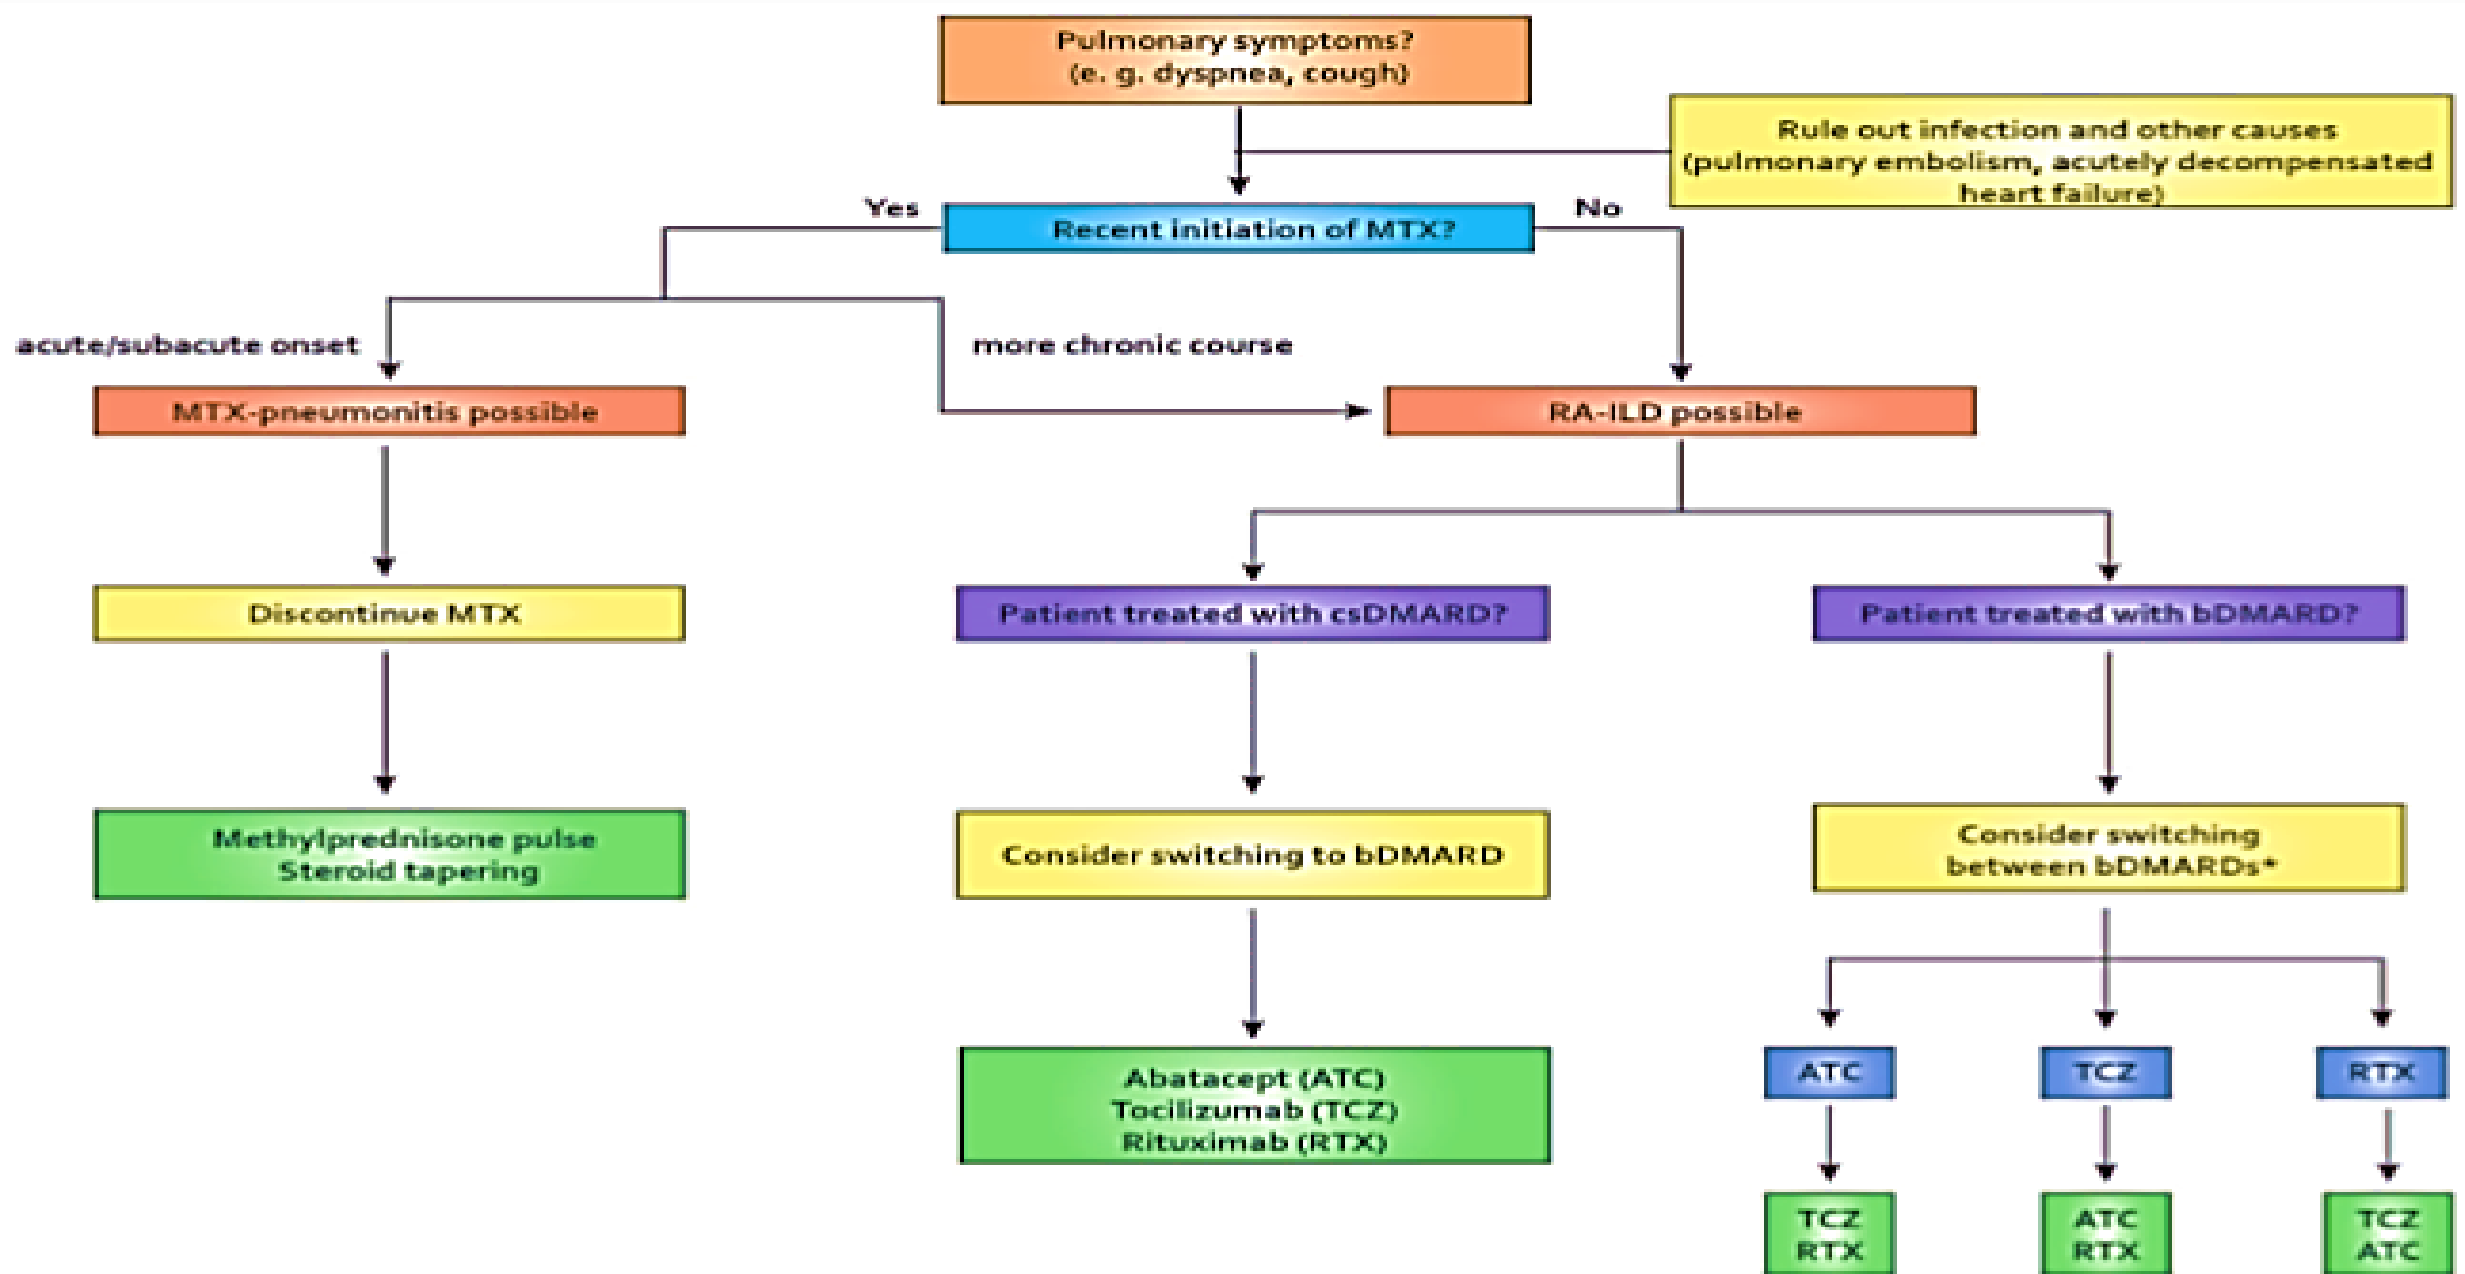 Pulmonary symptoms?
(e. g. dyspnea, cough)
Rule out infection and other causes
(pulmonary embolism, acutely decompensated
heart failure)
Yes
Recent initiation of MTX?
No
acute/subacute onset
more chronic course
MTX-pneumonitis possible
RA-ILD possible
Discontinue MTX
Patient treated with csDMARD?
Patient treated with bDMARD?
Methylprednisone pulse
Steroid tapering
Consider switching to bDMARD
Consider switching
between bDMARDs*
Abatacept (ATC)
Tocilizumab (TCZ)
Rituximab (RTX)
ATC
TCZ
RTX
TCZ
RTX
ATC
RTX
TCZ
ATC